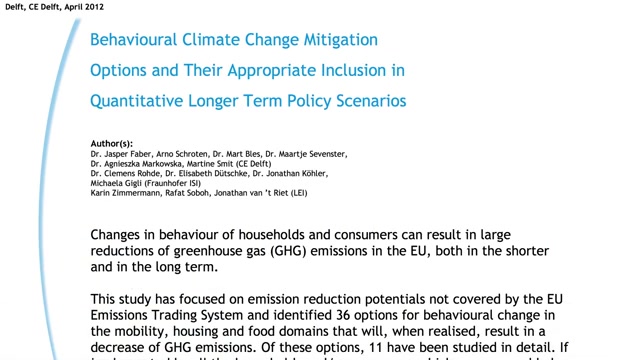 Delft, CE Delft, April 2012
Behavioural Climate Change Mitigation
Options and Their Appropriate Inclusion in
Quantitative Longer Term Policy Scenarios
Author(s):
Dr. Jasper Faber, Arno Schroten, Dr. Mart Bles, Dr. Maartje Sevenster,
Dr. Agnieszka Markowska, Martine Smit (CE Delft)
Dr. Clemens Rohde, Dr. Elisabeth Dütschke, Dr. Jonathan Köhler,
Michaela Gigli (Fraunhofer ISI)
Karin Zimmermann, Rafat Soboh, Jonathan van ’t Riet (LEI)
Changes in behaviour of households and consumers can result in large
reductions of greenhouse gas (GHG) emissions in the EU, both in the shorter
and in the long term.
This study has focused on emission reduction potentials not covered by the EU
Emissions Trading System and identified 36 options for behavioural change in
the mobility, housing and food domains that will, when realised, result in a
decrease of GHG emissions. Of these options, 11 have been studied in detail. If